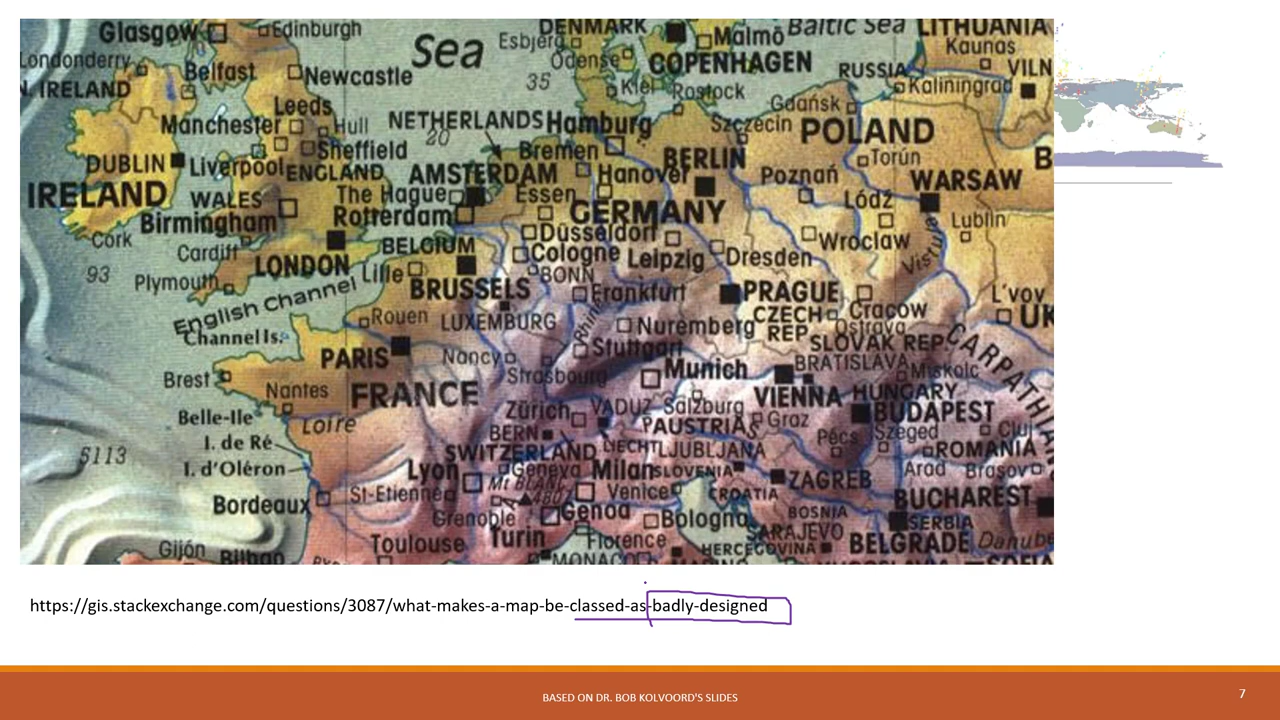 Glasgow Edinburgh
Sea
Esbjerg
DENMARK
Malmö
Baltic Sea
LITHUANIA
Londonderry
Belfast
Newcastle
35
Odense
COPENHAGEN
RUSSIA
Kaunas
VILN
N. IRELAND
Leeds
Kiel
Rostock
Gdańsk
Kaliningrad
Manchester
Hull
NETHERLANDS
20
Hamburg
Szczecin
POLAND
DUBLIN
Liverpool
Sheffield
ENGLAND
AMSTERDAM
Bremen
BERLIN
Toruń
B
IRELAND
WALES
The Hague
Essen
Hanover
Poznań
WARSAW
Birmingham
Rotterdam
GERMANY
Łódź
Lublin
Cork
Cardiff
LONDON
BELGIUM
Düsseldorf
Wroclaw
Vistula
93
Plymouth
Lille
Cologne
Leipzig
Dresden
English Channel
BRUSSELS
BONN
Frankfurt
PRAGUE
Cracow
L'vov
Channel Is.
Rouen
LUXEMBURG
Rhin
Nuremberg
CZECH
REP
Ostrava
UK
PARIS
Nancy
Stuttgart
SLOVAK REP
CARPATHIA
Brest
Strasbourg
Munich
BRATISLAVA
Miskolc
Nantes
FRANCE
VIENNA
HUNGARY
Belle-Ile
Loire
Zürich
VADUZ
Salzburg
Graz
BUDAPEST
I. de Ré
BERN
AUSTRIA
Pécs
Szeged
Cluj
5113
I. d'Oléron
SWITZERLAND
LIECHT
LJUBLJANA
ROMANIA
Lyon
Geneva
Milan
SLOVENIA
ZAGREB
Arad
Brasov
Bordeaux
St-Etienne
Mt BLANC
4807
Venice
CROATIA
BUCHAREST
Grenoble
Genoa
Bologna
BOSNIA
SERBIA
Gijón
Bilbao
Toulouse
Turin
Florence
SARAJEVO
HERCEGOVINA
BELGRADE
Danube
MONACO
https://gis.stackexchange.com/questions/3087/what-makes-a-map-be-classed-as-badly-designed
BASED ON DR. BOB KOLVOORD'S SLIDES
7